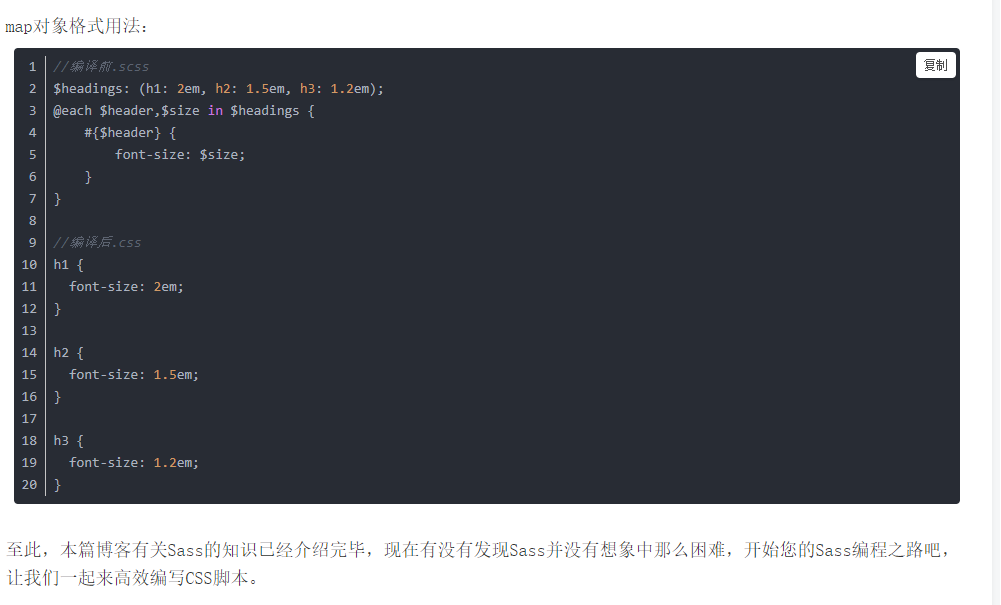 map对象格式用法：
复制
1 //编译前.scss
2 $headings: (h1: 2em, h2: 1.5em, h3: 1.2em);
3 @each $header,$size in $headings {
4     #{$header} {
5         font-size: $size;
6     }
7 }
8
9 //编译后.css
10 h1 {
11   font-size: 2em;
12 }
13
14 h2 {
15   font-size: 1.5em;
16 }
17
18 h3 {
19   font-size: 1.2em;
20 }
至此，本篇博客有关Sass的知识已经介绍完毕，现在有没有发现Sass并没有想象中那么困难，开始您的Sass编程之路吧，
让我们一起来高效编写CSS脚本。